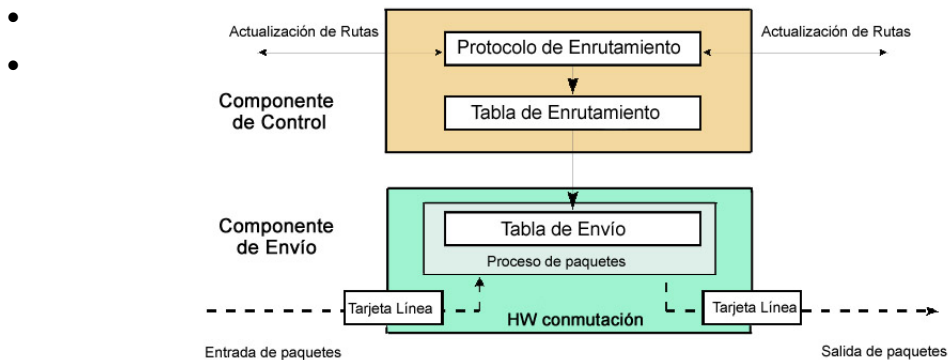 Actualización de Rutas
Actualización de Rutas
Protocolo de Enrutamiento
Componente
de Control
Tabla de Enrutamiento
Componente
de Envío
Tabla de Envío
Proceso de paquetes
Tarjeta Línea
Tarjeta Línea
HW conmutación
Entrada de paquetes
Salida de paquetes